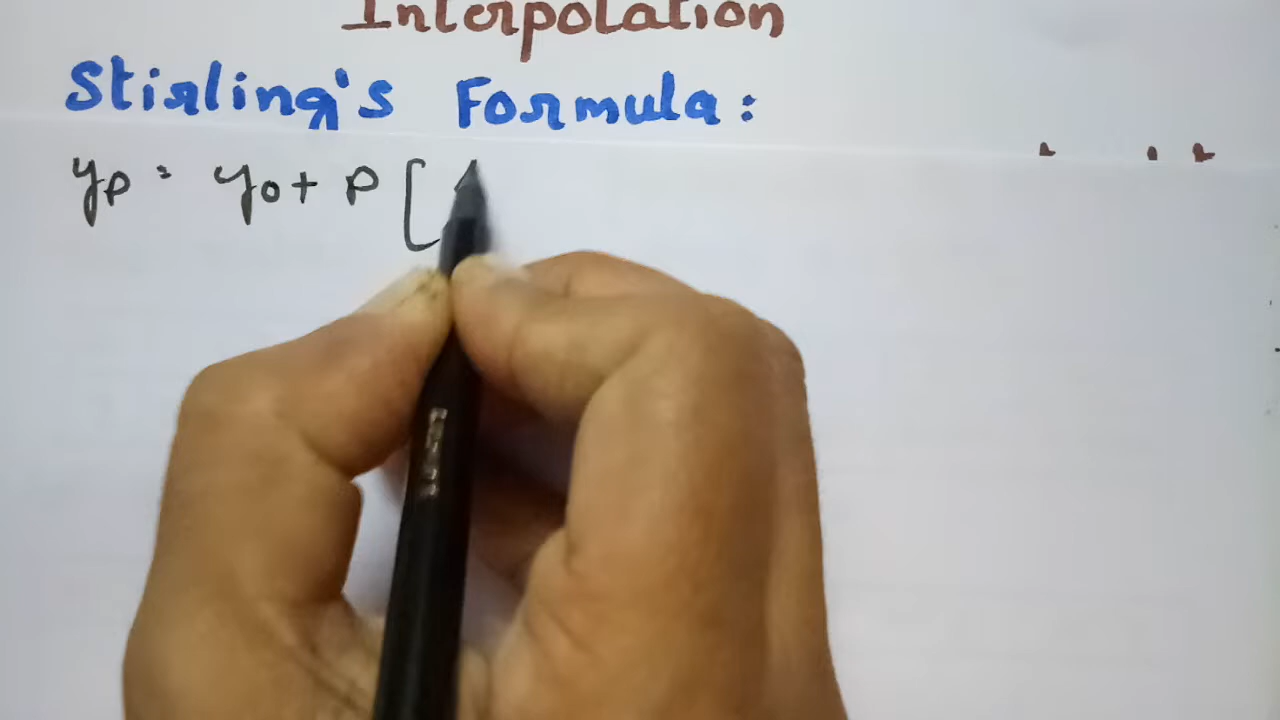 Interpolation
Stirling's Formula:
yp = y0 + P [